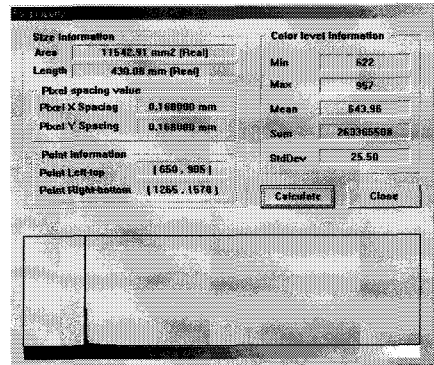 Size information
Area 11542.91 mm2 (Real)
Length 430.08 mm (Real)
Pixel spacing value
Pixel X Spacing 0.168000 mm
Pixel Y Spacing 0.168000 mm
Point information
Point Left-top ( 650 , 905 )
Point Right-bottom ( 1265 , 1570 )
Color level information
Min 622
Max 957
Mean 643.96
Sum 263365508
StdDev 25.50
Calculate Close